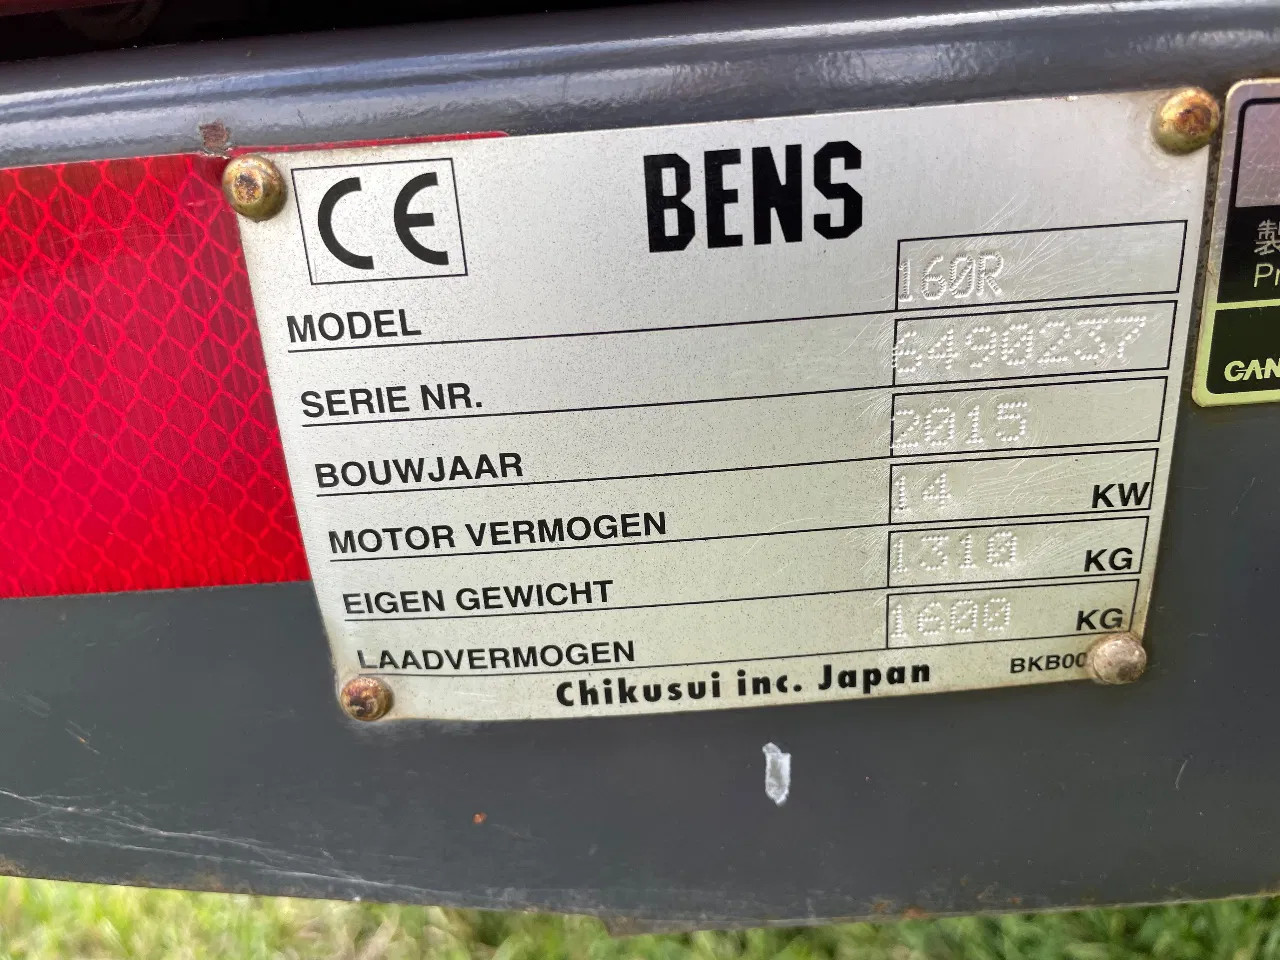 CE
BENS
MODEL 160R
SERIE NR. 6490237
BOUWJAAR 2015
MOTOR VERMOGEN 14 KW
EIGEN GEWICHT 1310 KG
LAADVERMOGEN 1600 KG
Chikusui inc. Japan
BKB00
製
Pr
CAN